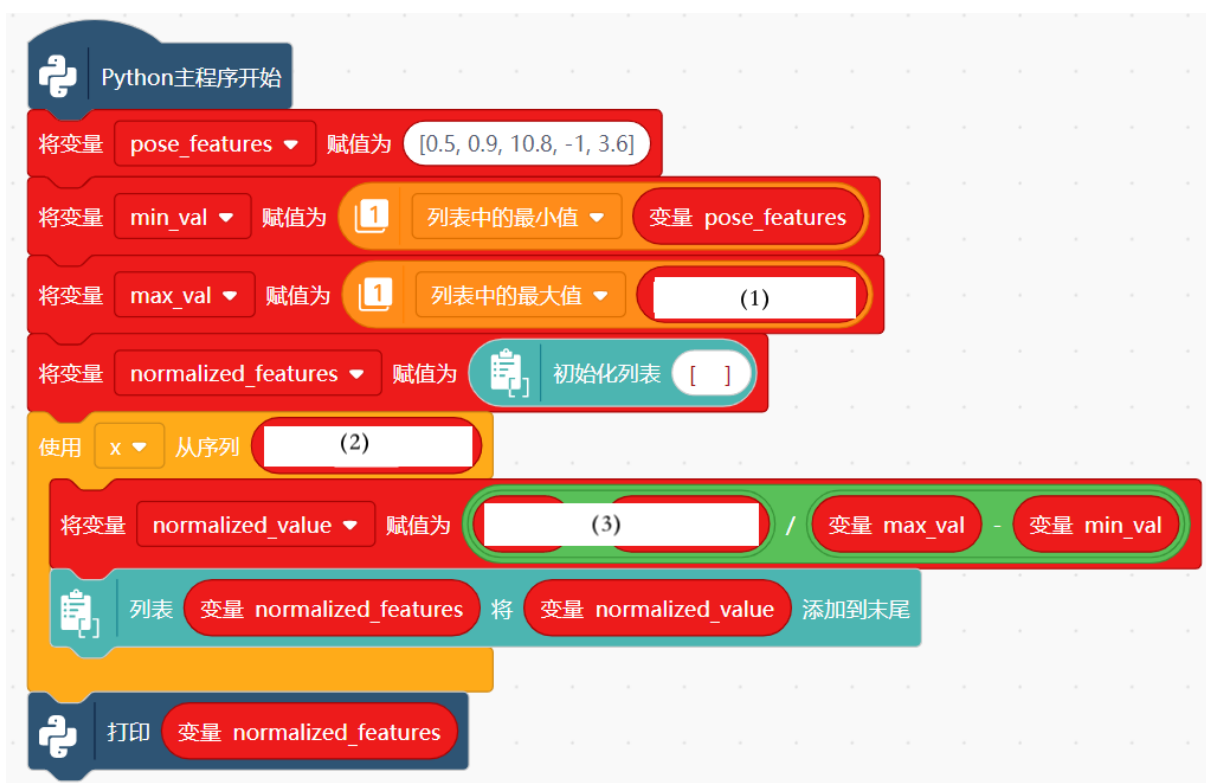 Python主程序开始
将变量 pose_features 赋值为 [0.5, 0.9, 10.8, -1, 3.6]
将变量 min_val 赋值为 1 列表中的最小值 变量 pose_features
将变量 max_val 赋值为 1 列表中的最大值 (1)
将变量 normalized_features 赋值为 初始化列表 [ ]
使用 x 从序列 (2)
将变量 normalized_value 赋值为 (3) / 变量 max_val - 变量 min_val
列表 变量 normalized_features 将 变量 normalized_value 添加到末尾
打印 变量 normalized_features